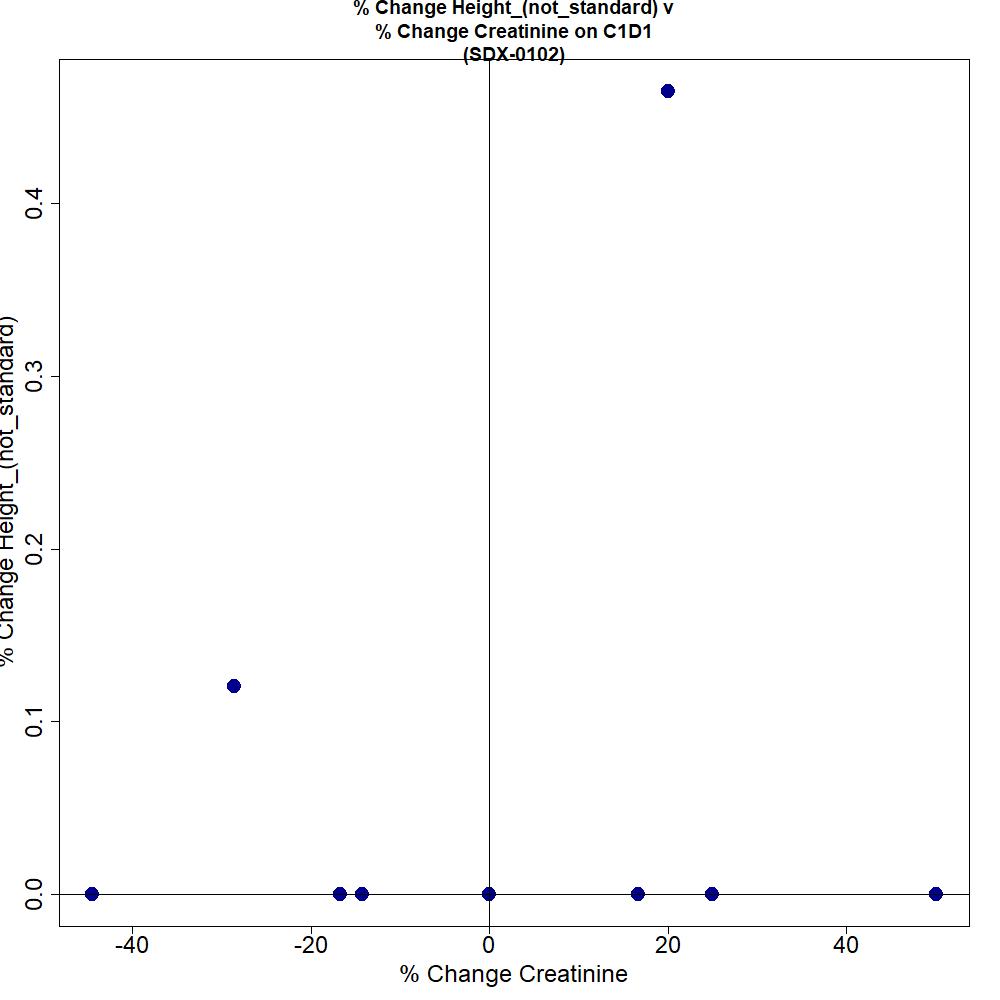 % Change Height_(not_standard) v
% Change Creatinine on C1D1
(SDX-0102)
% Change Height_(not_standard)
0.4
0.3
0.2
0.1
0.0
-40
-20
0
20
40
% Change Creatinine